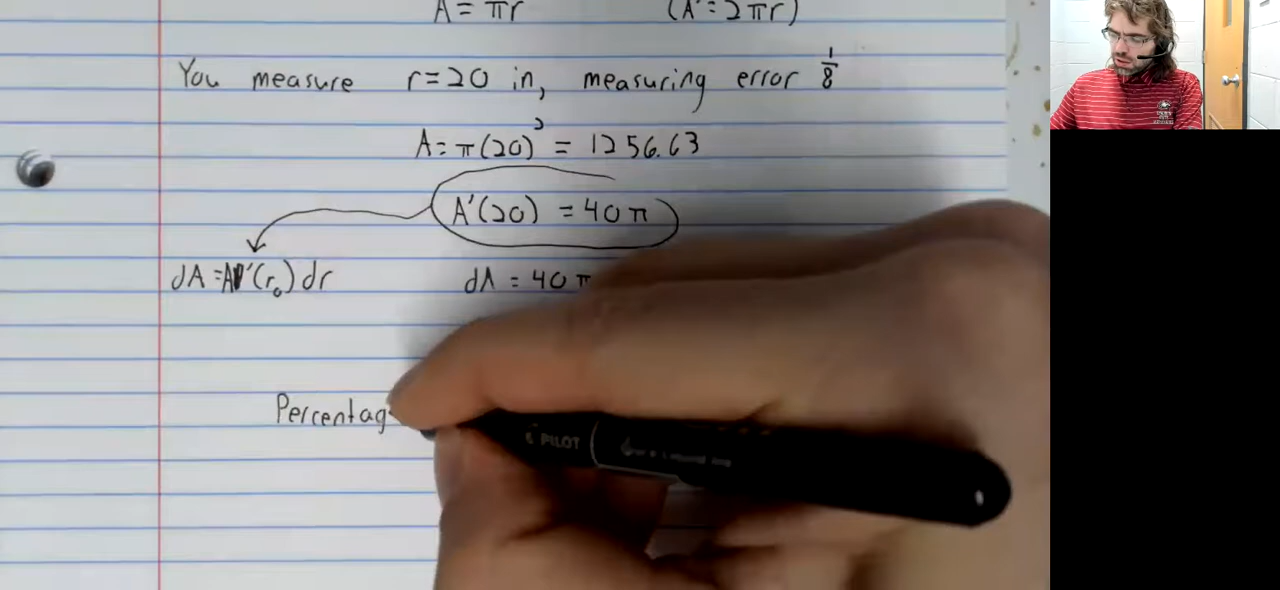 A = πr (A' = 2πr)
You measure r=20 in, measuring error 1/8
A = π(20)² = 1256.63
A'(20) = 40π
dA = A'(r₀) dr dA = 40π
Percentag
PILOT